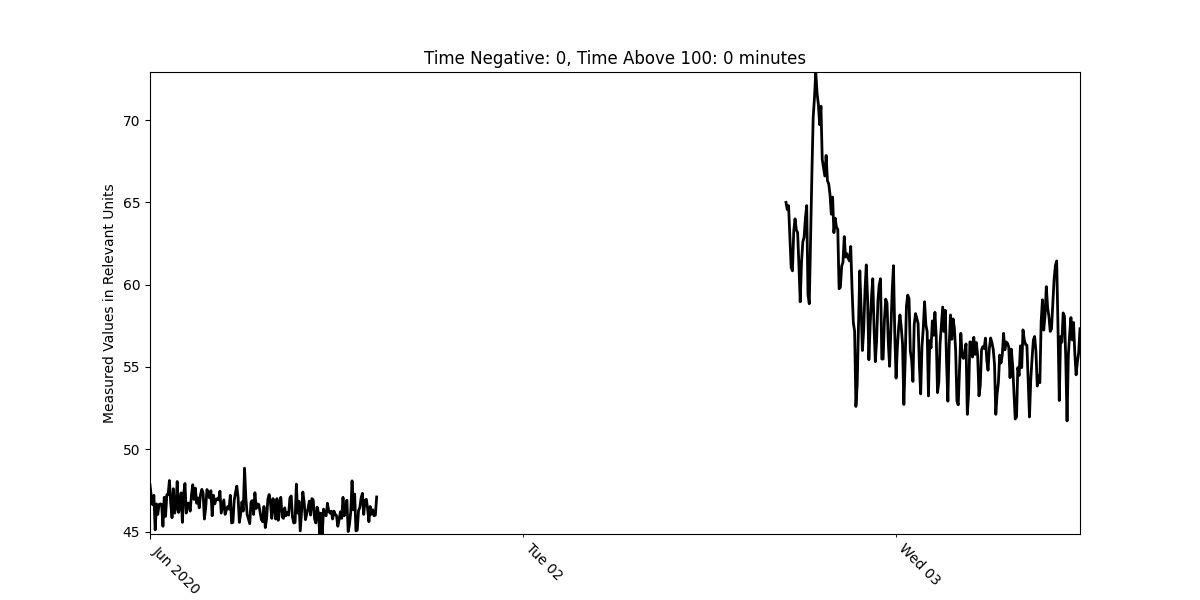 Time Negative: 0, Time Above 100: 0 minutes
Measured Values in Relevant Units
70
65
60
55
50
45
Jun 2020
Tue 02
Wed 03